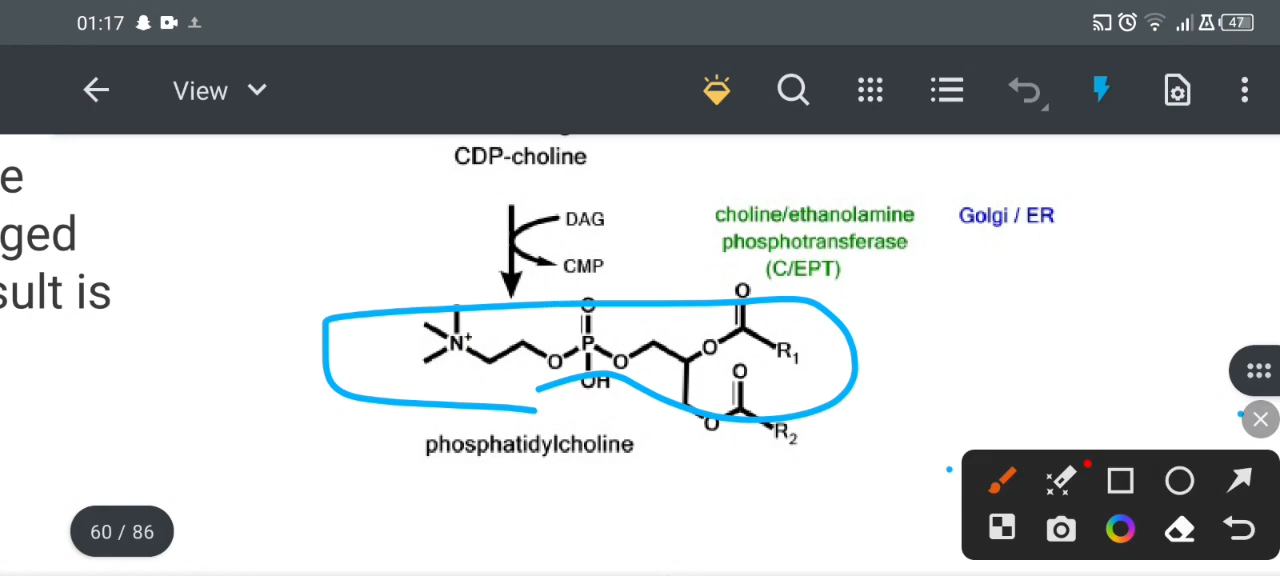 01:17
47
View
CDP-choline
e
ged
sult is
DAG
CMP
choline/ethanolamine
phosphotransferase
(C/EPT)
Golgi / ER
O
O
N+
O
P
O
O
R1
OH
O
O
R2
phosphatidylcholine
60 / 86